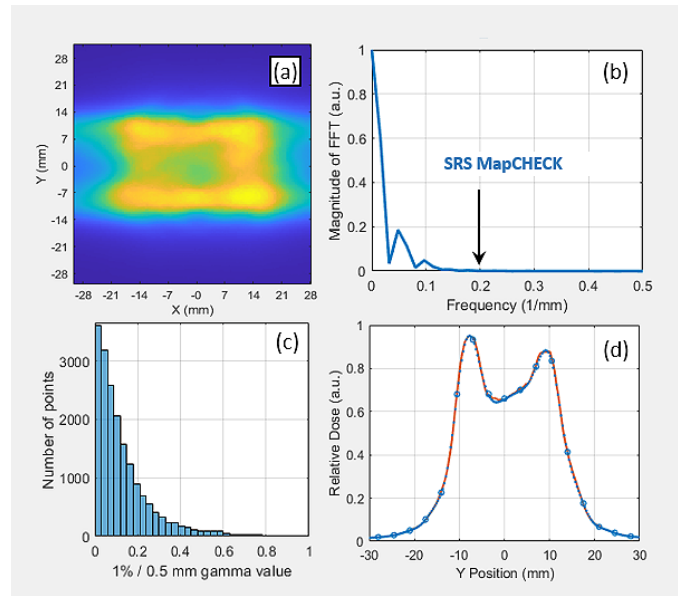 (a)
28
21
14
7
0
-7
-14
-21
-28
Y (mm)
-28 -21 -14 -7 -0 7 14 21 28
X (mm)
(b)
1
0.8
0.6
0.4
0.2
0
Magnitude of FFT (a.u.)
SRS MapCHECK
0 0.1 0.2 0.3 0.4 0.5
Frequency (1/mm)
(c)
3000
2000
1000
0
Number of points
0 0.2 0.4 0.6 0.8 1
1% / 0.5 mm gamma value
(d)
1
0.8
0.6
0.4
0.2
0
Relative Dose (a.u.)
-30 -20 -10 0 10 20 30
Y Position (mm)